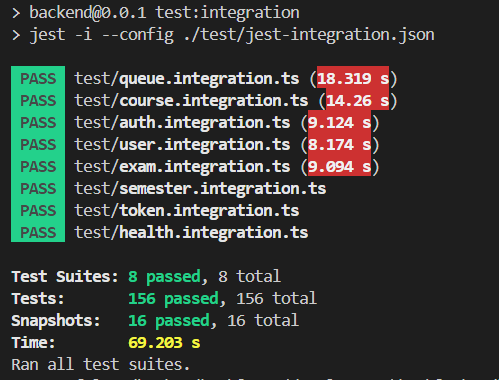 > backend@0.0.1 test:integration
> jest -i --config ./test/jest-integration.json
PASS test/queue.integration.ts (18.319 s)
PASS test/course.integration.ts (14.26 s)
PASS test/auth.integration.ts (9.124 s)
PASS test/user.integration.ts (8.174 s)
PASS test/exam.integration.ts (9.094 s)
PASS test/semester.integration.ts
PASS test/token.integration.ts
PASS test/health.integration.ts
Test Suites: 8 passed, 8 total
Tests: 156 passed, 156 total
Snapshots: 16 passed, 16 total
Time: 69.203 s
Ran all test suites.